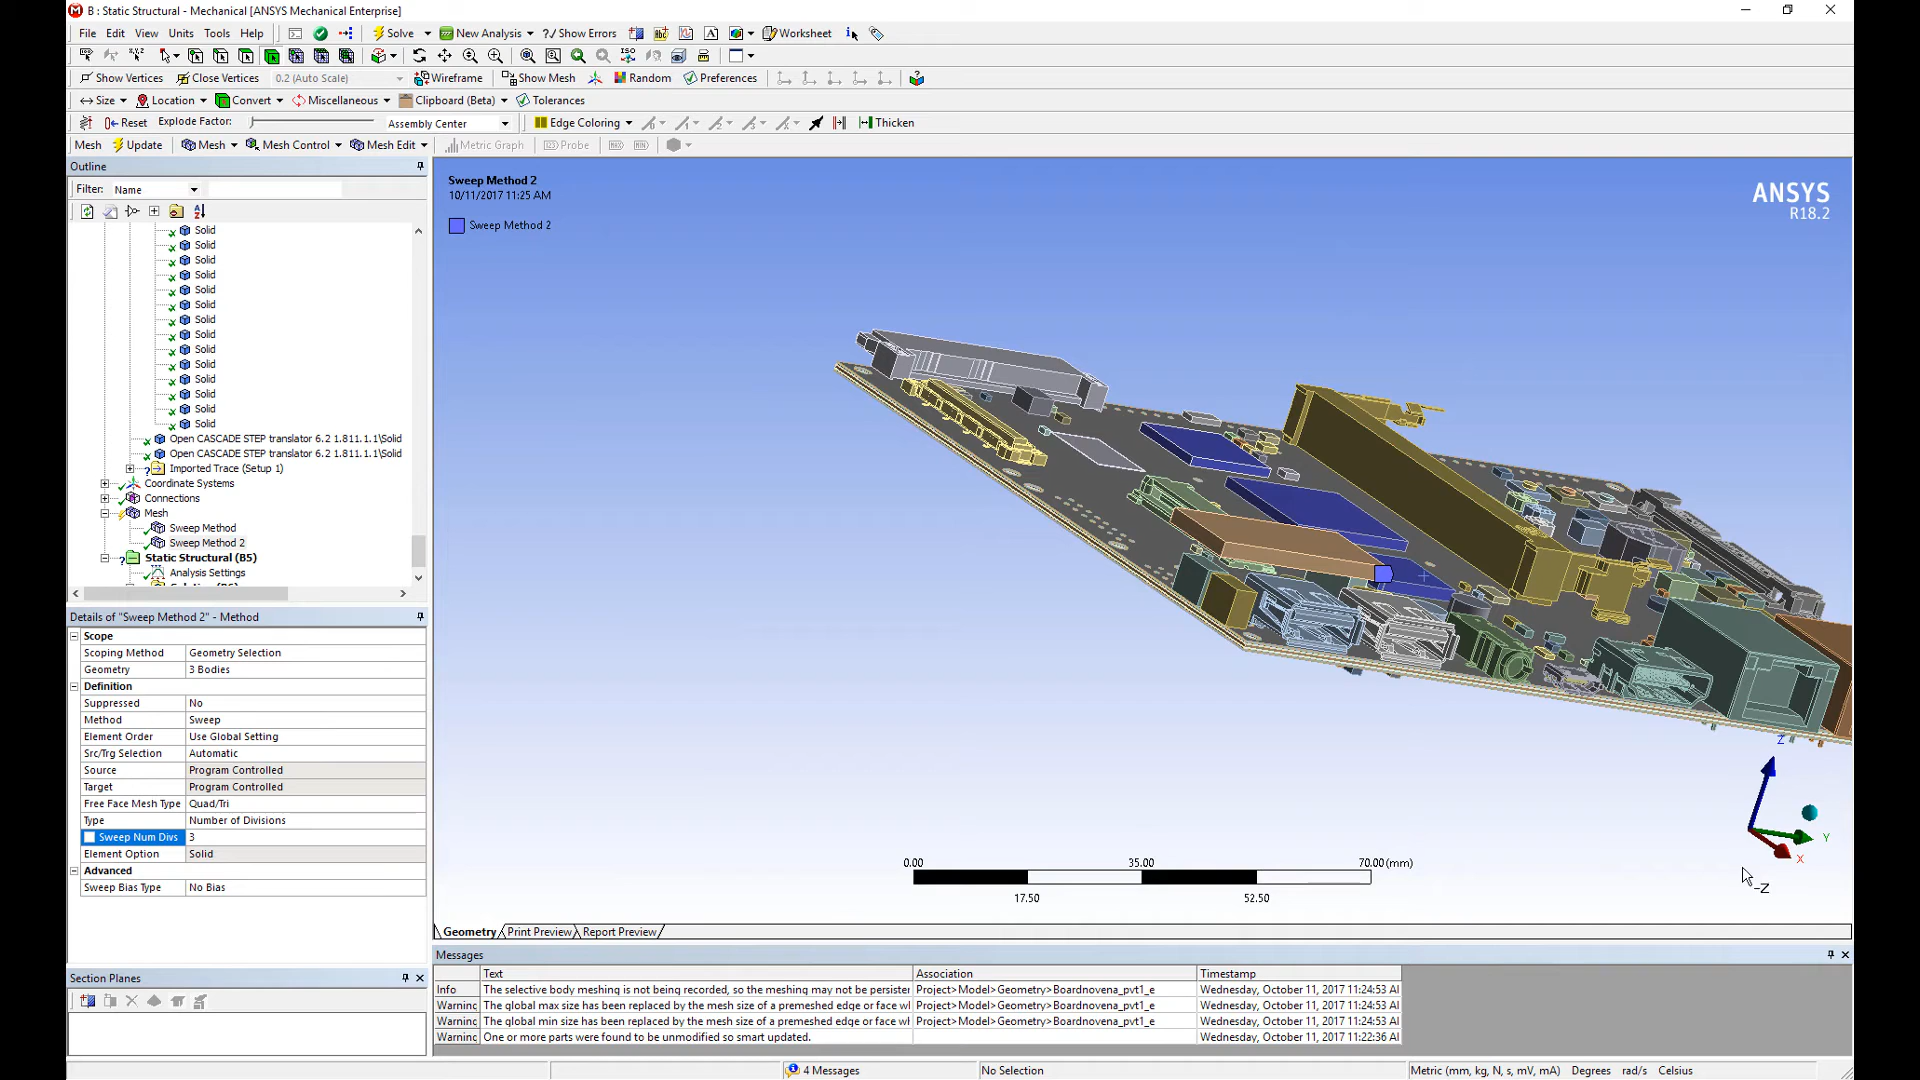 B : Static Structural - Mechanical [ANSYS Mechanical Enterprise]
File Edit View Units Tools Help Solve New Analysis ?/ Show Errors Worksheet
Show Vertices Close Vertices 0.2 (Auto Scale) Wireframe Show Mesh Random Preferences
Size Location Convert Miscellaneous Clipboard (Beta) Tolerances
Reset Explode Factor: Assembly Center Edge Coloring Thicken
Mesh Update Mesh Mesh Control Mesh Edit Metric Graph Probe
Outline
Filter: Name
Solid
Solid
Solid
Solid
Solid
Solid
Solid
Solid
Solid
Solid
Solid
Solid
Solid
Solid
Open CASCADE STEP translator 6.2 1.811.1.1\Solid
Open CASCADE STEP translator 6.2 1.811.1.1\Solid
Imported Trace (Setup 1)
Coordinate Systems
Connections
Mesh
Sweep Method
Sweep Method 2
Static Structural (B5)
Analysis Settings
Details of "Sweep Method 2" - Method
Scope
Scoping Method Geometry Selection
Geometry 3 Bodies
Definition
Suppressed No
Method Sweep
Element Order Use Global Setting
Src/Trg Selection Automatic
Source Program Controlled
Target Program Controlled
Free Face Mesh Type Quad/Tri
Type Number of Divisions
Sweep Num Divs 3
Element Option Solid
Advanced
Sweep Bias Type No Bias
Section Planes
Sweep Method 2
10/11/2017 11:25 AM
Sweep Method 2
ANSYS
R18.2
Z
Y
X
-Z
0.00 35.00 70.00 (mm)
17.50 52.50
Geometry Print Preview Report Preview
Messages
Text Association Timestamp
Info The selective body meshing is not being recorded, so the meshing may not be persister Project>Model>Geometry>Boardnovena_pvt1_e Wednesday, October 11, 2017 11:24:53 AI
Warninc The global max size has been replaced by the mesh size of a premeshed edge or face wl Project>Model>Geometry>Boardnovena_pvt1_e Wednesday, October 11, 2017 11:24:53 AI
Warninc The global min size has been replaced by the mesh size of a premeshed edge or face wl Project>Model>Geometry>Boardnovena_pvt1_e Wednesday, October 11, 2017 11:24:53 AI
Warninc One or more parts were found to be unmodified so smart updated. Wednesday, October 11, 2017 11:22:36 AI
4 Messages No Selection Metric (mm, kg, N, s, mV, mA) Degrees rad/s Celsius